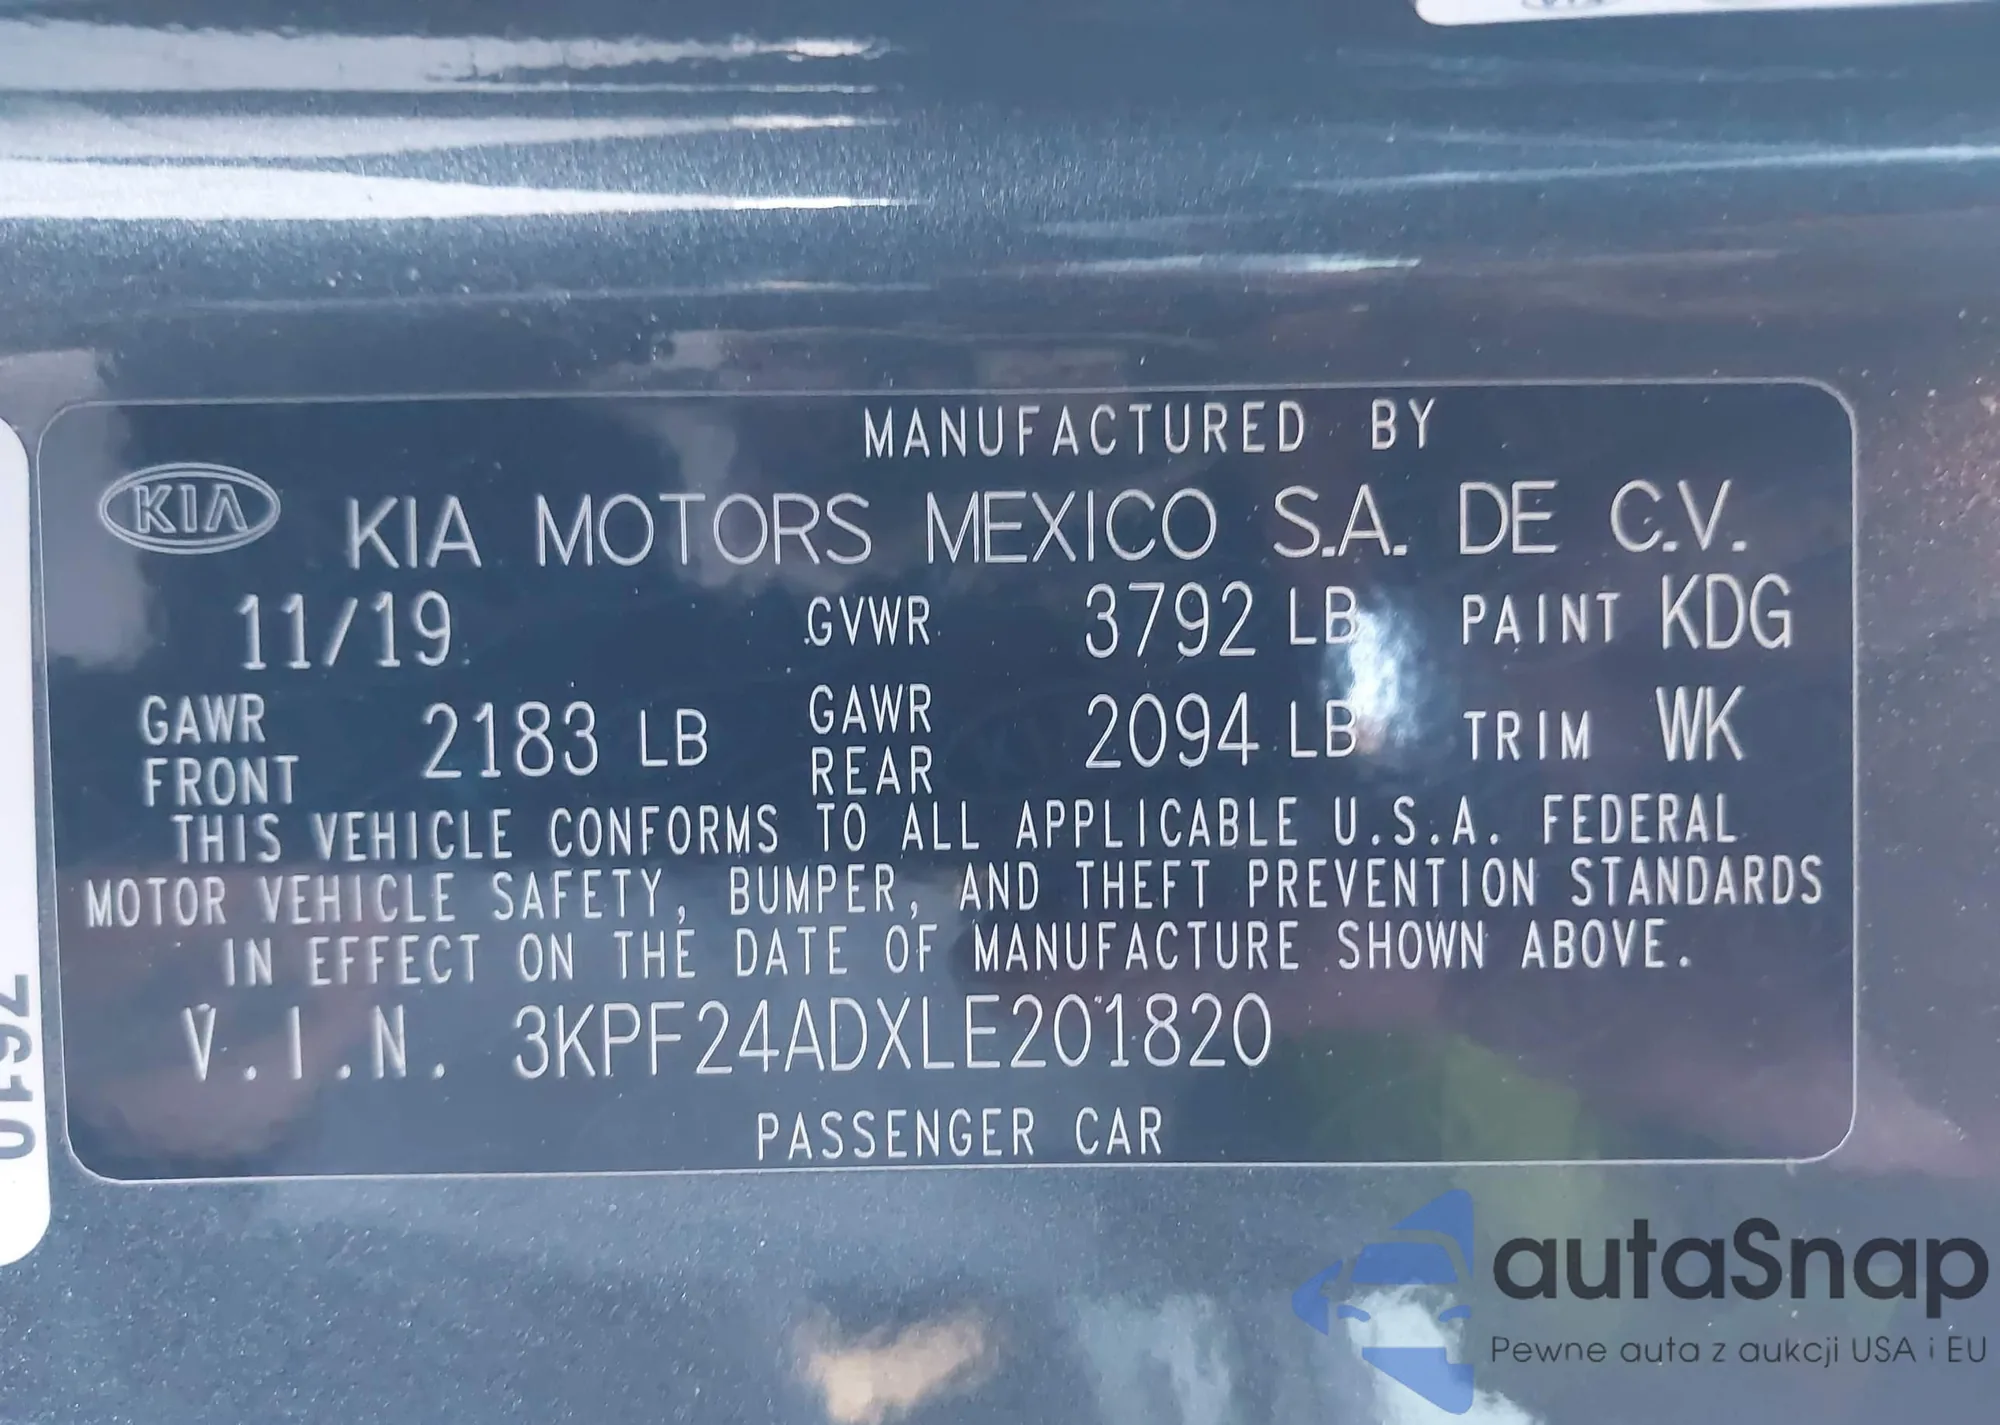 MANUFACTURED BY
KIA KIA MOTORS MEXICO S.A. DE C.V.
11/19 GVWR 3792 LB PAINT KDG
GAWR FRONT 2183 LB GAWR REAR 2094 LB TRIM WK
THIS VEHICLE CONFORMS TO ALL APPLICABLE U.S.A. FEDERAL
MOTOR VEHICLE SAFETY, BUMPER, AND THEFT PREVENTION STANDARDS
IN EFFECT ON THE DATE OF MANUFACTURE SHOWN ABOVE.
V.I.N. 3KPF24ADXLE201820
PASSENGER CAR
7610
autaSnap
Pewne auta z aukcji USA i EU